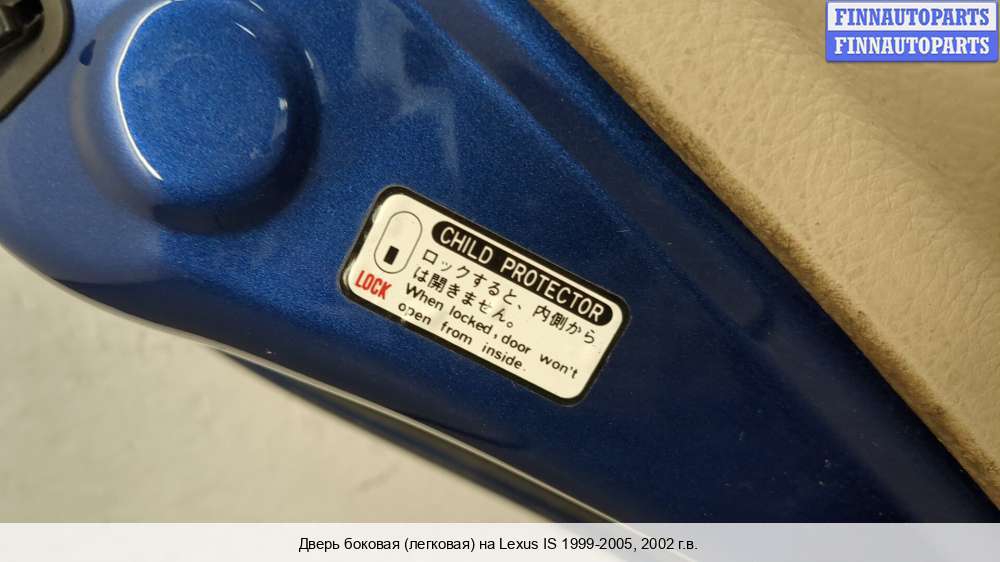 FINNAUTOPARTS
FINNAUTOPARTS
CHILD PROTECTOR
ロックすると、内側から
は開きません。
LOCK
When locked, door won't
open from inside.
Дверь боковая (легковая) на Lexus IS 1999-2005, 2002 г.в.